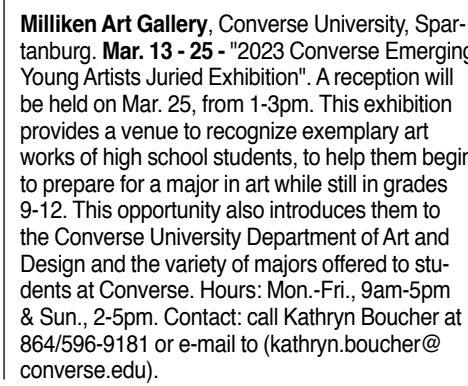 Milliken Art Gallery, Converse University, Spar-
tanburg. Mar. 13 - 25 - "2023 Converse Emerging
Young Artists Juried Exhibition". A reception will
be held on Mar. 25, from 1-3pm. This exhibition
provides a venue to recognize exemplary art
works of high school students, to help them begin
to prepare for a major in art while still in grades
9-12. This opportunity also introduces them to
the Converse University Department of Art and
Design and the variety of majors offered to stu-
dents at Converse. Hours: Mon.-Fri., 9am-5pm
& Sun., 2-5pm. Contact: call Kathryn Boucher at
864/596-9181 or e-mail to (kathryn.boucher@
converse.edu).